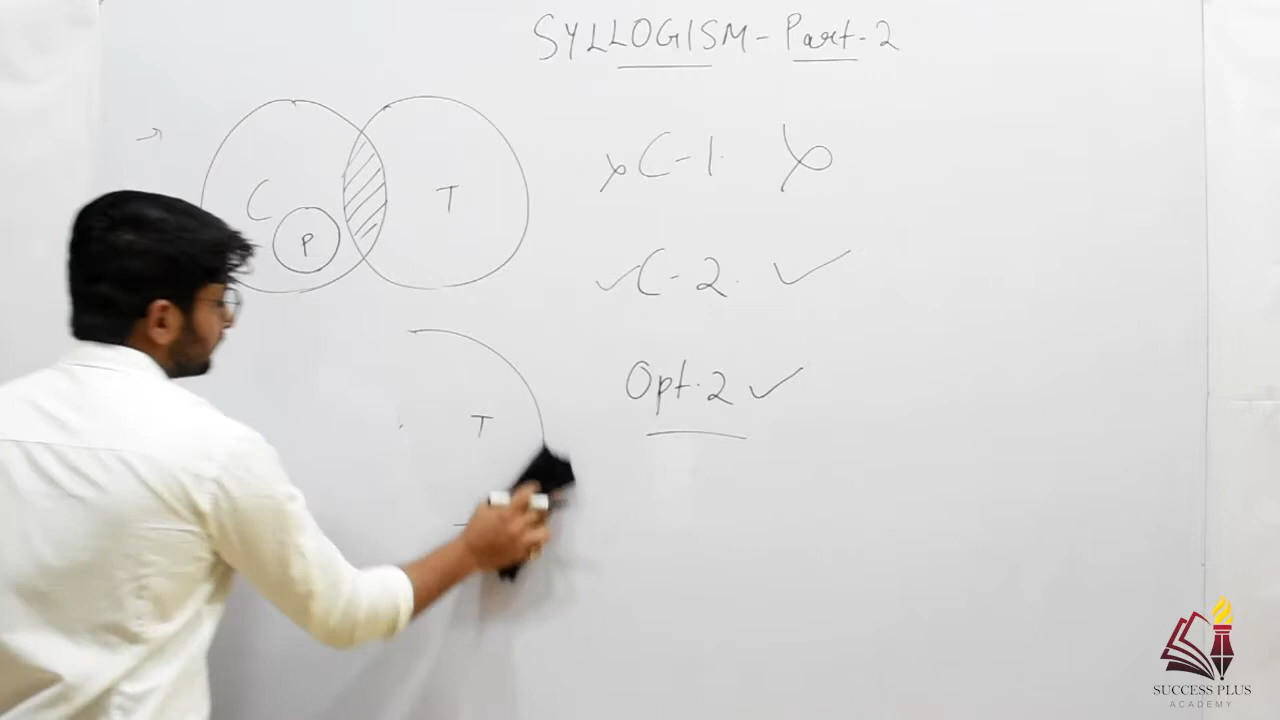 SYLLOGISM - Part-2
C
P
T
C-1.
C-2.
T
Opt.2
SUCCESS PLUS
ACADEMY